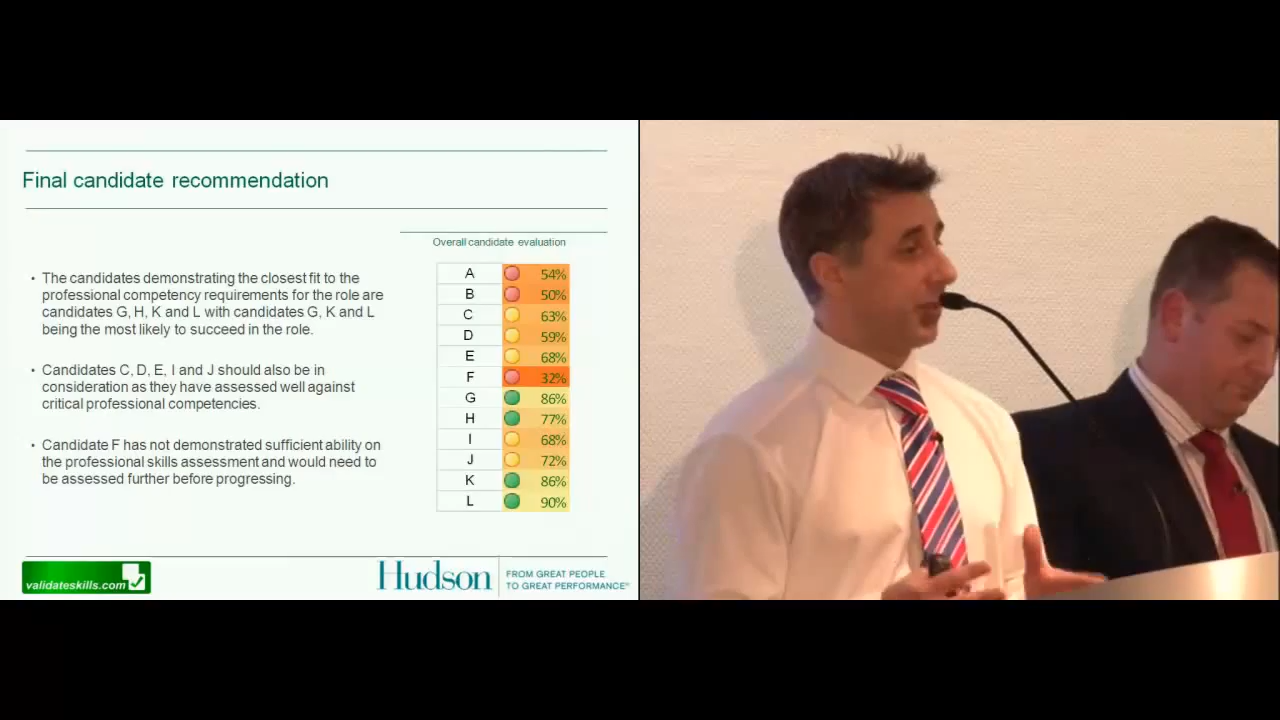 Final candidate recommendation
Overall candidate evaluation
• The candidates demonstrating the closest fit to the
professional competency requirements for the role are
candidates G, H, K and L with candidates G, K and L
being the most likely to succeed in the role.
• Candidates C, D, E, I and J should also be in
consideration as they have assessed well against
critical professional competencies.
• Candidate F has not demonstrated sufficient ability on
the professional skills assessment and would need to
be assessed further before progressing.
A 54%
B 50%
C 63%
D 59%
E 68%
F 32%
G 86%
H 77%
I 68%
J 72%
K 86%
L 90%
validateskills.com
Hudson
FROM GREAT PEOPLE
TO GREAT PERFORMANCE®